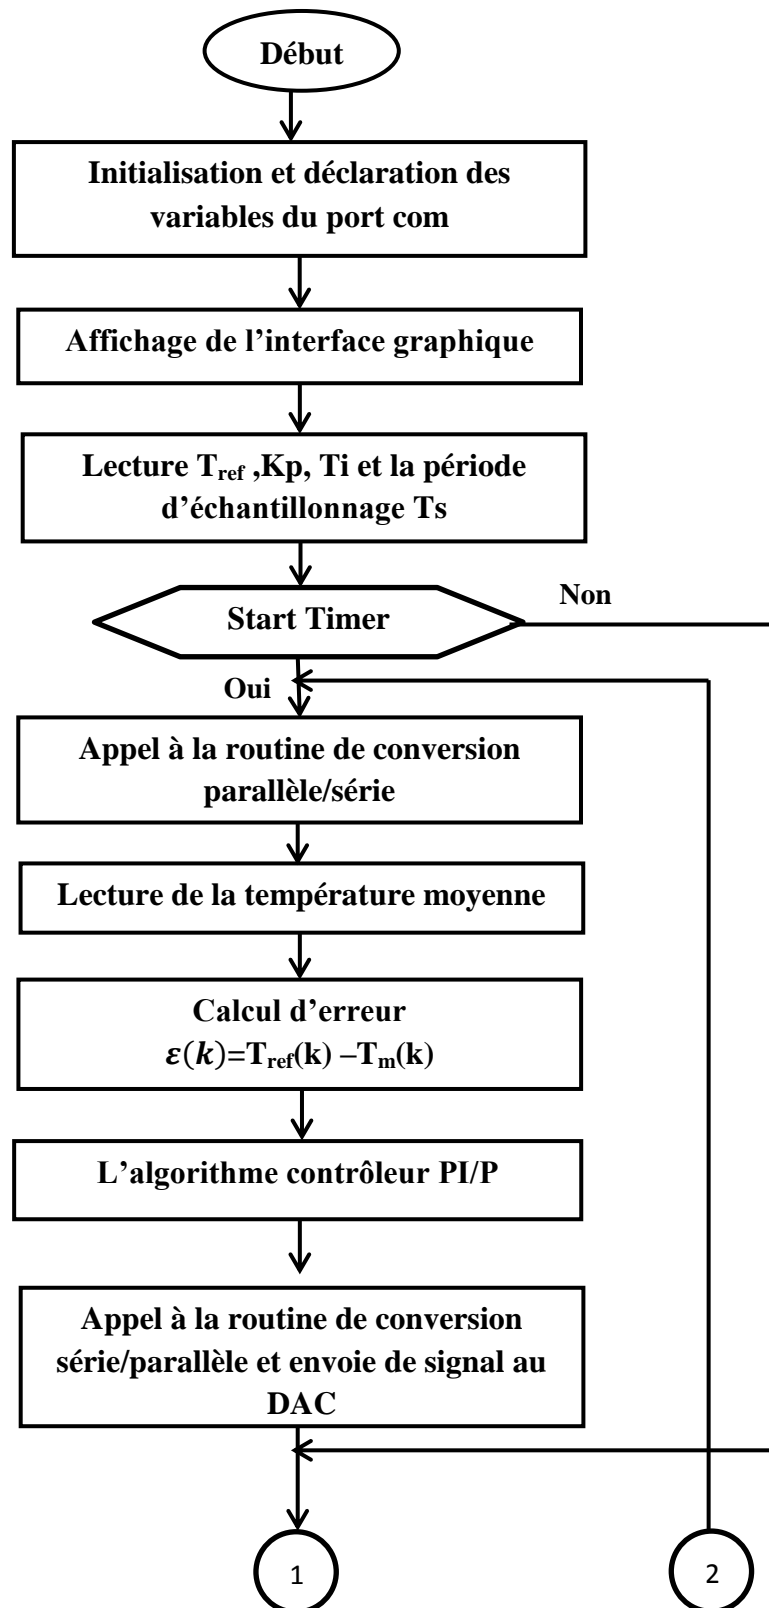 Début
Initialisation et déclaration des
variables du port com
Affichage de l’interface graphique
Lecture Tref ,Kp, Ti et la période
d’échantillonnage Ts
Start Timer
Non
Oui
Appel à la routine de conversion
parallèle/série
Lecture de la température moyenne
Calcul d’erreur
ε(k)=Tref(k) –Tm(k)
L’algorithme contrôleur PI/P
Appel à la routine de conversion
série/parallèle et envoie de signal au
DAC
1
2